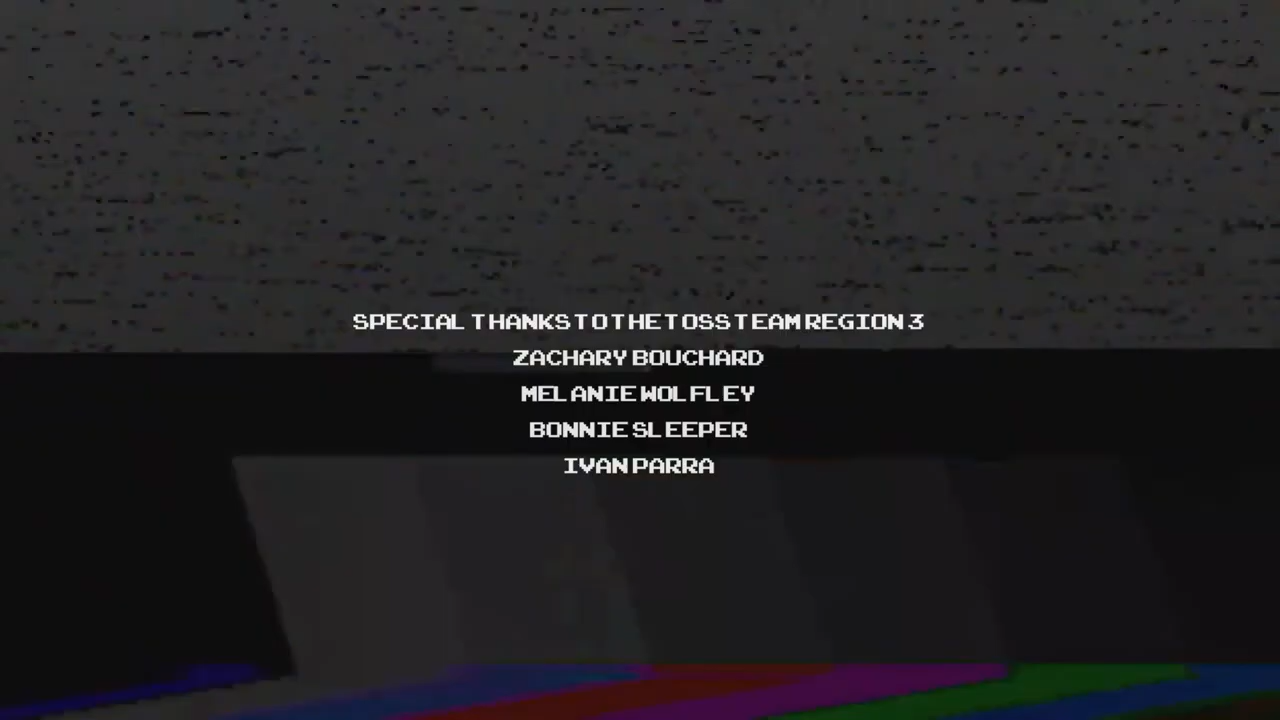 SPECIAL THANKS TO THE TOSS TEAM REGION 3
ZACHARY BOUCHARD
MELANIE WOLFLEY
BONNIE SLEEPER
IVAN PARRA